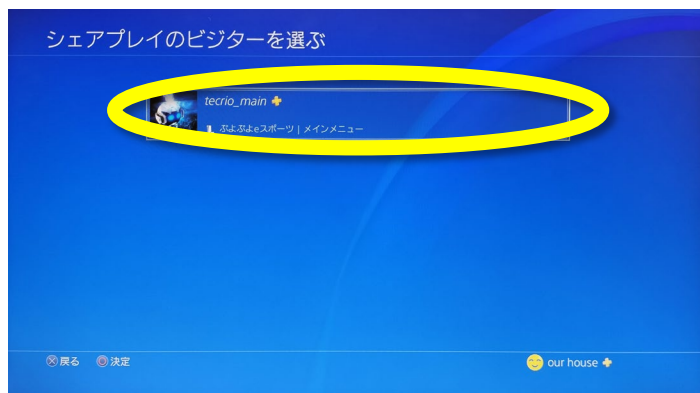 シェアプレイのビジターを選ぶ
tecrio_main
ぷよぷよeスポーツ | メインメニュー
戻る 決定
our house